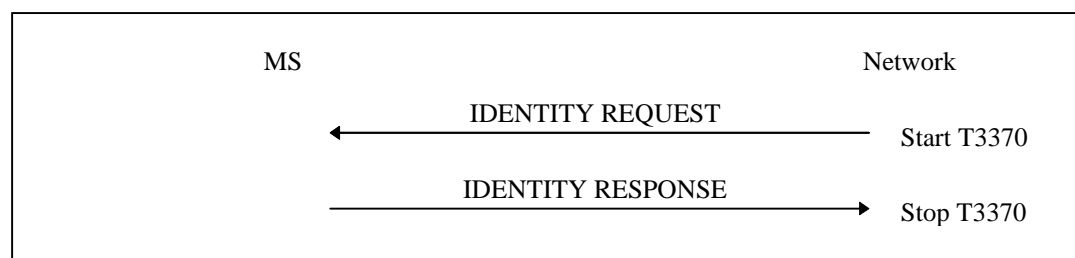 MS
Network
IDENTITY REQUEST
Start T3370
IDENTITY RESPONSE
Stop T3370